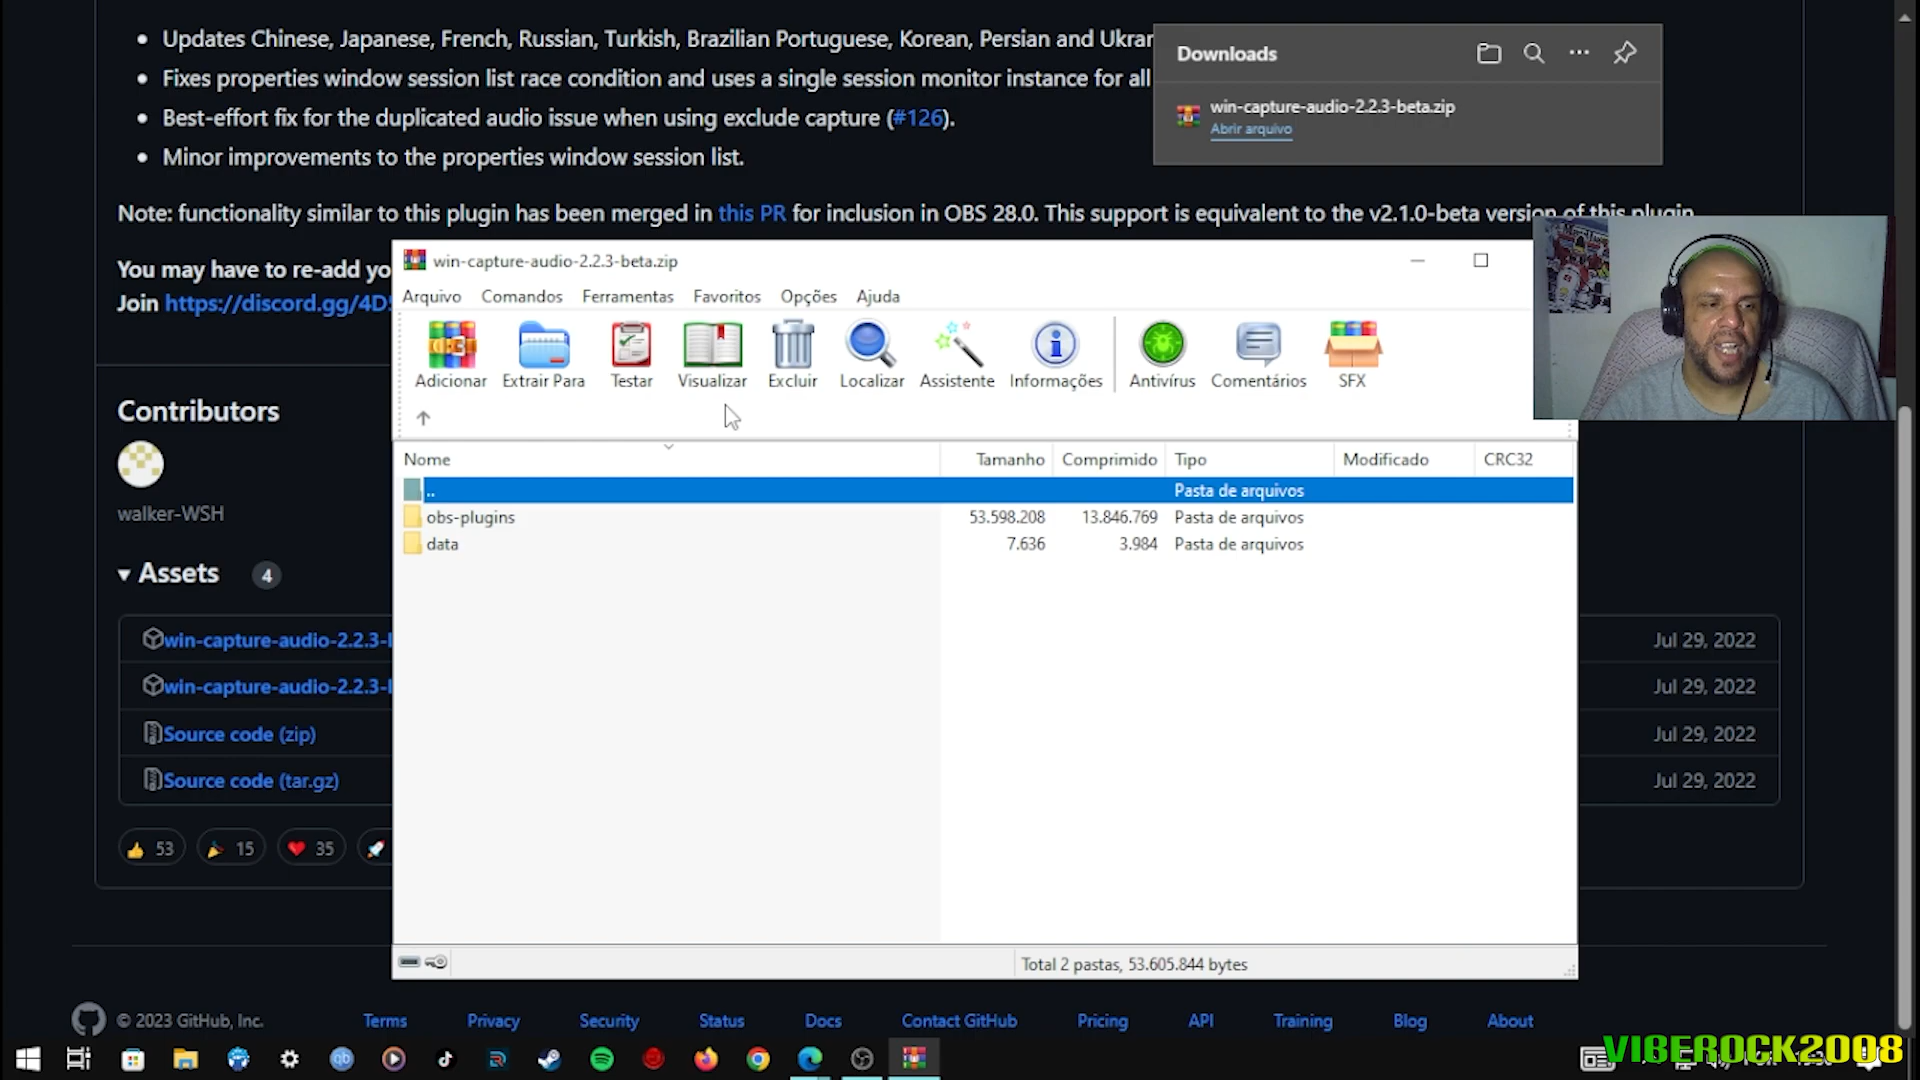 Updates Chinese, Japanese, French, Russian, Turkish, Brazilian Portuguese, Korean, Persian and
Fixes properties window session list race condition and uses a single session monitor instance for all
Best-effort fix for the duplicated audio issue when using exclude capture (#126).
Minor improvements to the properties window session list.
Note: functionality similar to this plugin has been merged in this PR for inclusion in OBS 28.0. This support is equivalent to the v2.1.0-beta version of this plugin
You may have to re-add
Join https://discord.gg/
Downloads
win-capture-audio-2.2.3-beta.zip
Abrir arquivo
win-capture-audio-2.2.3-beta.zip
Arquivo Comandos Ferramentas Favoritos Opções Ajuda
Adicionar Extrair Para Testar Visualizar Excluir Localizar Assistente Informações Antivírus Comentários SFX
Nome Tamanho Comprimido Tipo Modificado CRC32
.. Pasta de arquivos
obs-plugins 53.598.208 13.846.769 Pasta de arquivos
data 7.636 3.984 Pasta de arquivos
Total 2 pastas, 53.605.844 bytes
Contributors
walker-WSH
Assets 4
win-capture-audio-2.2.3- Jul 29, 2022
win-capture-audio-2.2.3- Jul 29, 2022
Source code (zip) Jul 29, 2022
Source code (tar.gz) Jul 29, 2022
53 15 35
© 2023 GitHub, Inc. Terms Privacy Security Status Docs Contact GitHub Pricing API Training Blog About
VIBEROCK2008